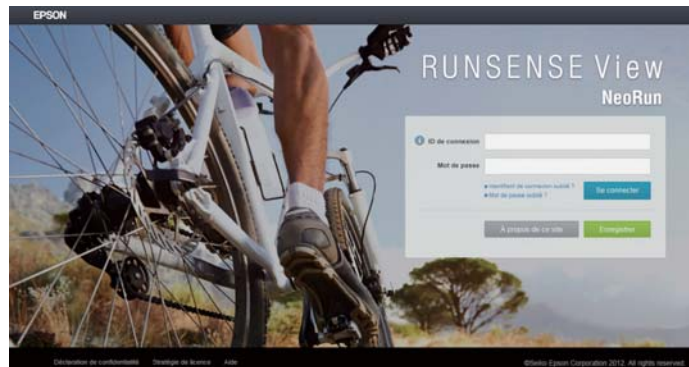 EPSON
RUNSENSE View
NeoRun
ID de connexion
Mot de passe
Identifiant de connexion oublié ?
Mot de passe oublié ?
Se connecter
À propos de ce site
Enregistrer
Déclaration de confidentialité Stratégie de licence Aide
©Seiko Epson Corporation 2012. All rights reserved.